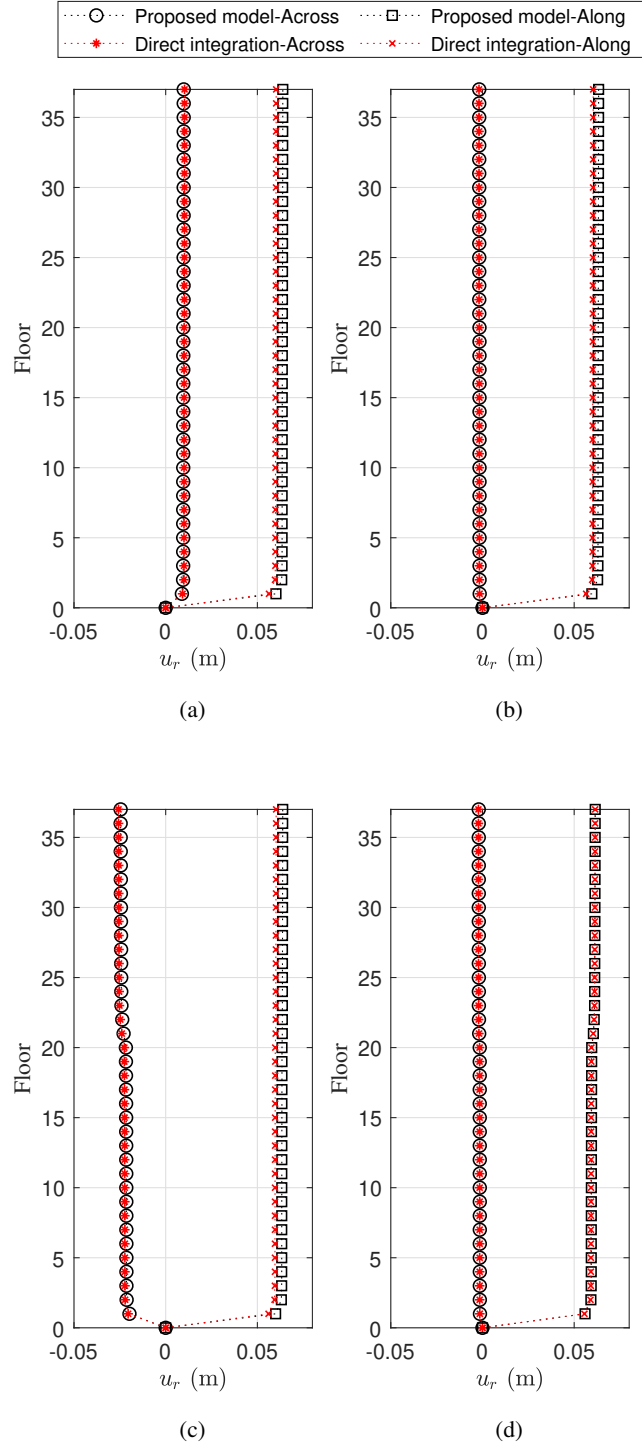 Proposed model-Across
Proposed model-Along
Direct integration-Across
Direct integration-Along
35
30
25
20
15
10
5
0
Floor
-0.05 0 0.05
u_r (m)
(a)
35
30
25
20
15
10
5
0
Floor
-0.05 0 0.05
u_r (m)
(b)
35
30
25
20
15
10
5
0
Floor
-0.05 0 0.05
u_r (m)
(c)
35
30
25
20
15
10
5
0
Floor
-0.05 0 0.05
u_r (m)
(d)